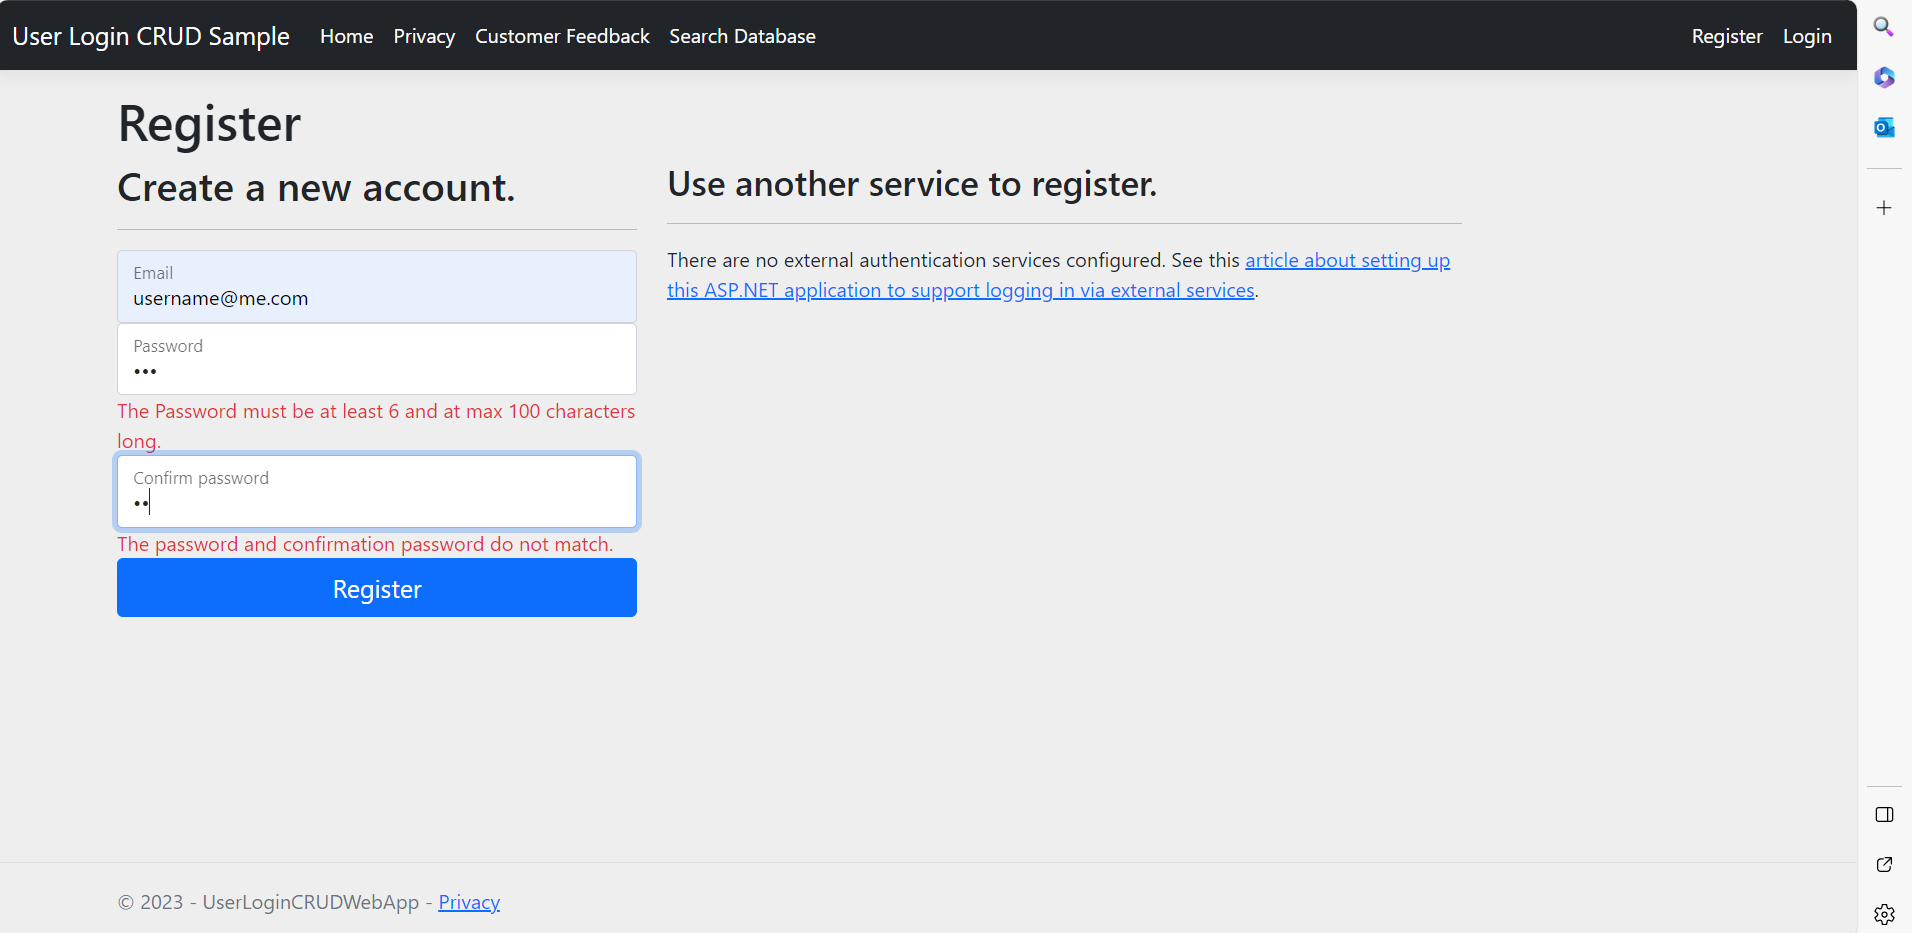 User Login CRUD Sample Home Privacy Customer Feedback Search Database Register Login
Register
Create a new account.
Email
username@me.com
Password
•••
The Password must be at least 6 and at max 100 characters
long.
Confirm password
••
The password and confirmation password do not match.
Register
Use another service to register.
There are no external authentication services configured. See this article about setting up
this ASP.NET application to support logging in via external services.
© 2023 - UserLoginCRUDWebApp - Privacy